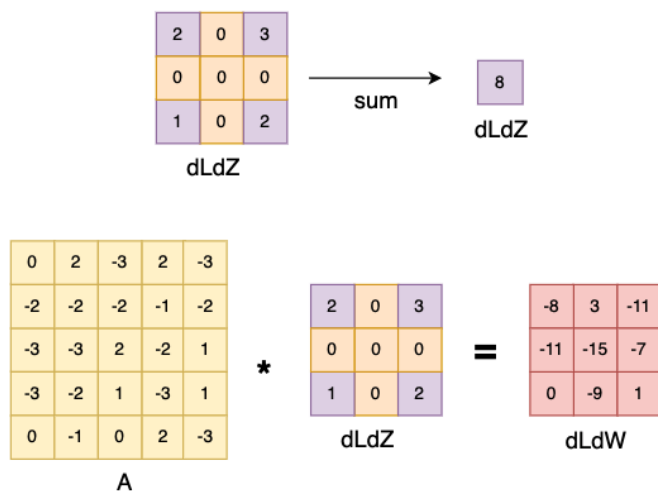 2 0 3
0 0 0
1 0 2
sum
8
dLdZ
dLdZ
0 2 -3 2 -3
-2 -2 -2 -1 -2
-3 -3 2 -2 1
-3 -2 1 -3 1
0 -1 0 2 -3
A
*
2 0 3
0 0 0
1 0 2
dLdZ
=
-8 3 -11
-11 -15 -7
0 -9 1
dLdW